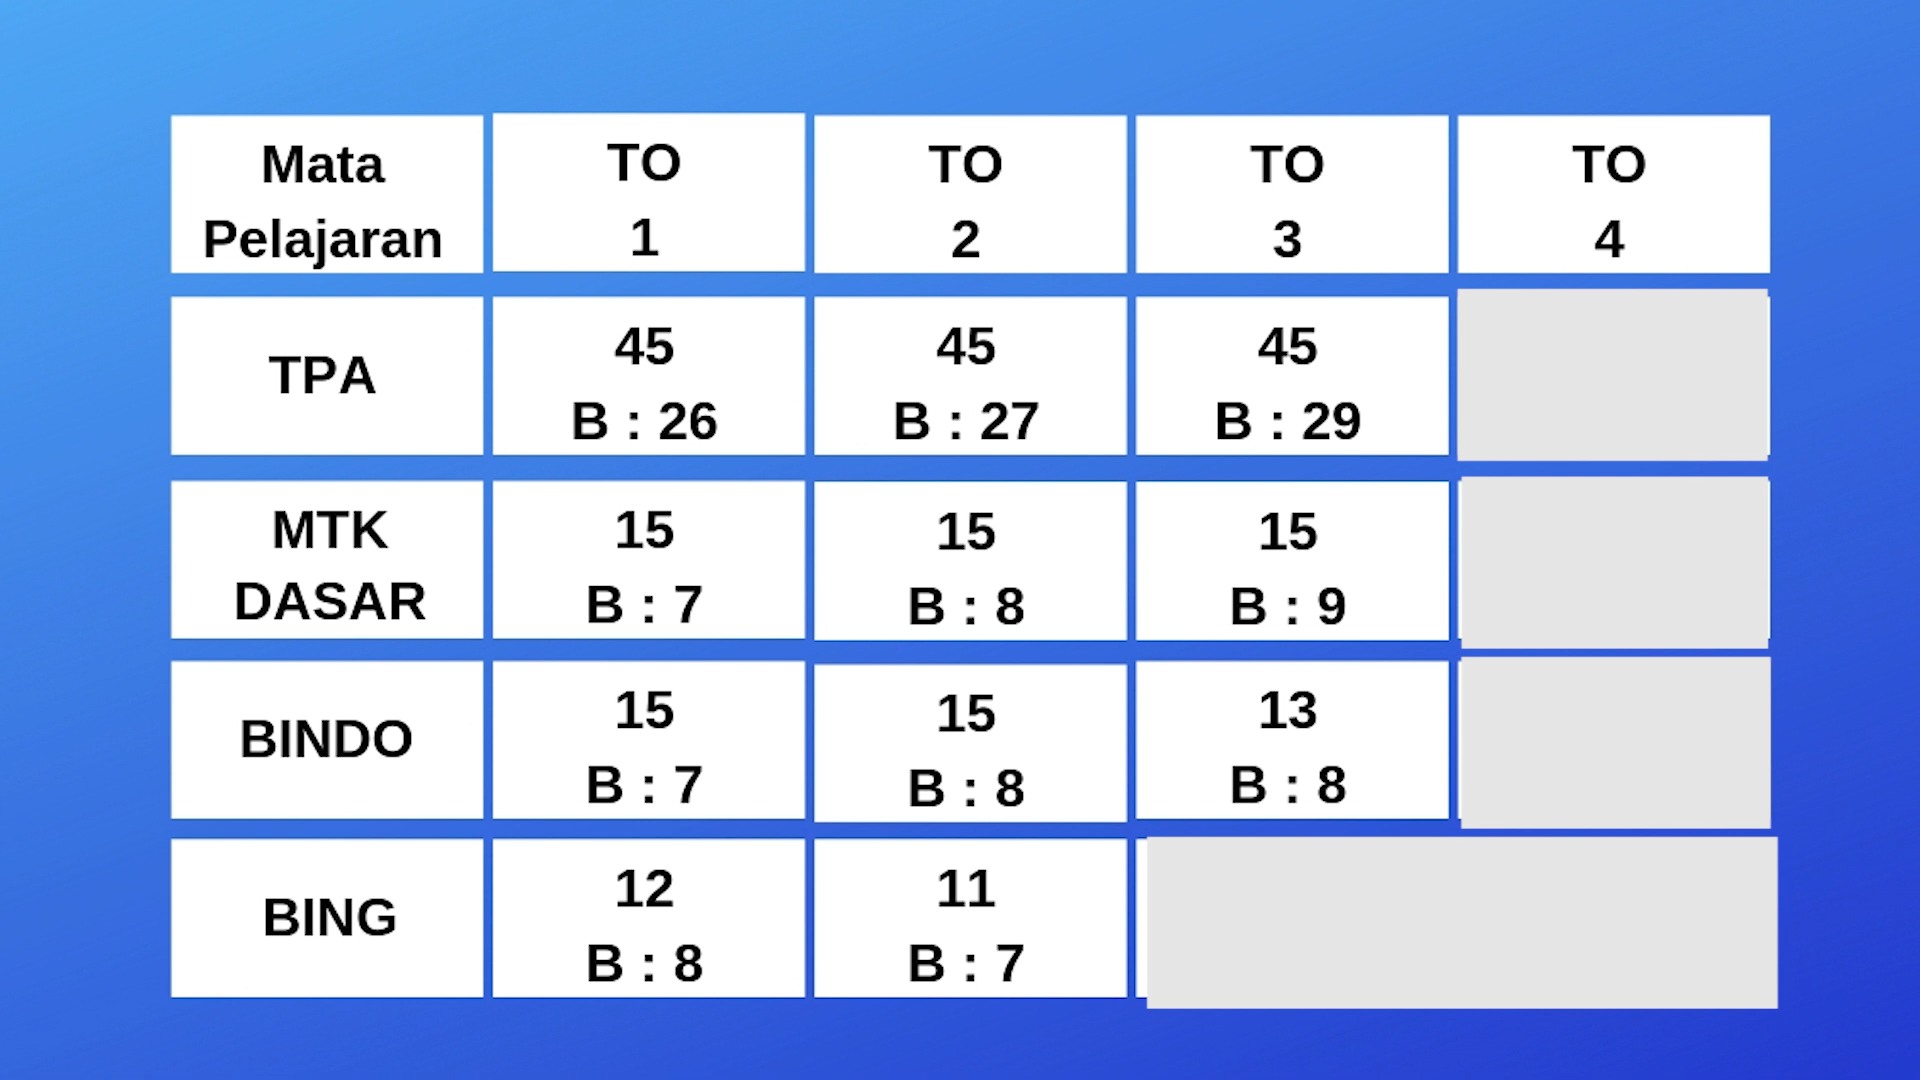 Mata
Pelajaran
TO
1
TO
2
TO
3
TO
4
TPA
45
B : 26
45
B : 27
45
B : 29
MTK
DASAR
15
B : 7
15
B : 8
15
B : 9
BINDO
15
B : 7
15
B : 8
13
B : 8
BING
12
B : 8
11
B : 7